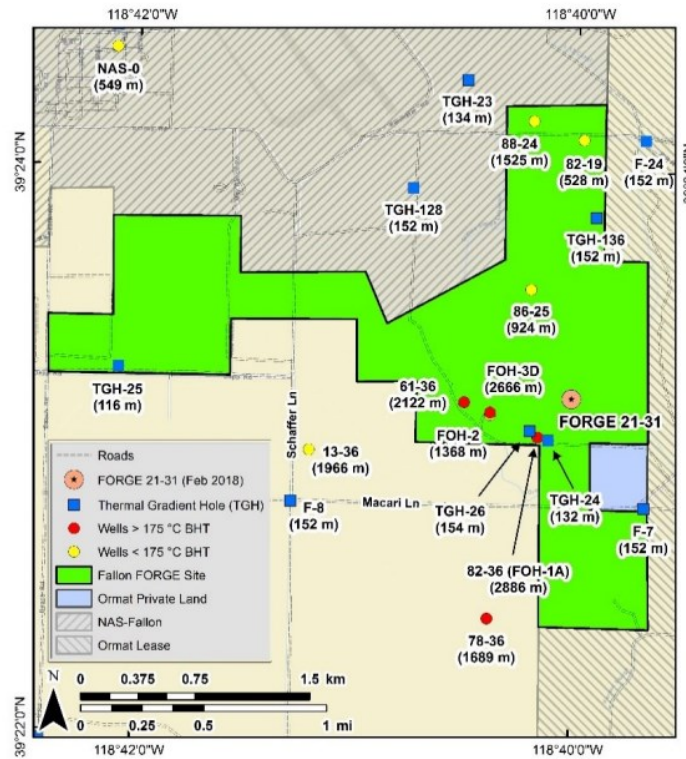 118°42'0"W
118°40'0"W
NAS-0
(549 m)
TGH-23
(134 m)
88-24
(1525 m)
82-19
(528 m)
F-24
(152 m)
39°24'0"N
TGH-128
(152 m)
TGH-136
(152 m)
86-25
(924 m)
TGH-25
(116 m)
61-36
(2122 m)
FOH-3D
(2666 m)
FORGE 21-31
FOH-2
(1368 m)
Schaffer Ln
13-36
(1966 m)
Macari Ln
F-8
(152 m)
TGH-26
(154 m)
TGH-24
(132 m)
F-7
(152 m)
82-36 (FOH-1A)
(2886 m)
78-36
(1689 m)
Roads
FORGE 21-31 (Feb 2018)
Thermal Gradient Hole (TGH)
Wells > 175 °C BHT
Wells < 175 °C BHT
Fallon FORGE Site
Ormat Private Land
NAS-Fallon
Ormat Lease
N
0 0.375 0.75 1.5 km
0 0.25 0.5 1 mi
39°22'0"N
118°42'0"W
118°40'0"W